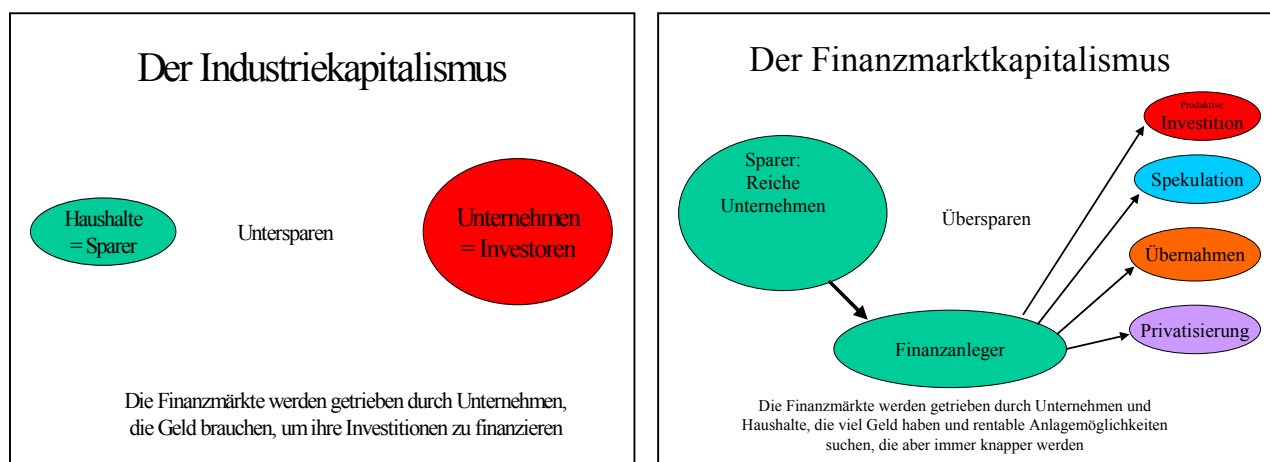 Der Industriekapitalismus
Haushalte
= Sparer
Untersparen
Unternehmen
= Investoren
Die Finanzmärkte werden getrieben durch Unternehmen,
die Geld brauchen, um ihre Investitionen zu finanzieren
Der Finanzmarktkapitalismus
Sparer:
Reiche
Unternehmen
Übersparen
Produktive
Investition
Spekulation
Übernahmen
Privatisierung
Finanzanleger
Die Finanzmärkte werden getrieben durch Unternehmen und
Haushalte, die viel Geld haben und rentable Anlagemöglichkeiten
suchen, die aber immer knapper werden